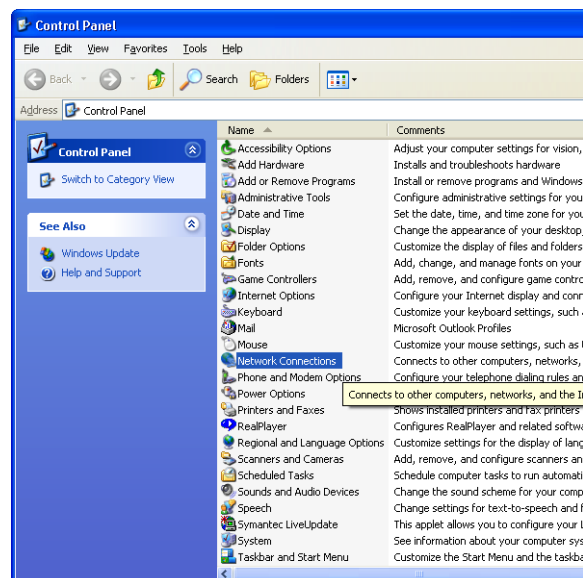 Control Panel
File Edit View Favorites Tools Help
Back Search Folders
Address Control Panel
Control Panel
Switch to Category View
See Also
Windows Update
Help and Support
Name Comments
Accessibility Options Adjust your computer settings for vision,
Add Hardware Installs and troubleshoots hardware
Add or Remove Programs Install or remove programs and Windows
Administrative Tools Configure administrative settings for you
Date and Time Set the date, time, and time zone for you
Display Change the appearance of your desktop,
Folder Options Customize the display of files and folders
Fonts Add, change, and manage fonts on your
Game Controllers Add, remove, and configure game contro
Internet Options Configure your Internet display and conn
Keyboard Customize your keyboard settings, such
Mail Microsoft Outlook Profiles
Mouse Customize your mouse settings, such as
Network Connections Connects to other computers, networks,
Phone and Modem Options Configure your telephone dialing rules an
Power Options Connects to other computers, networks, and the I
Printers and Faxes Shows installed printers and fax printers
RealPlayer Configures RealPlayer and related softwa
Regional and Language Options Customize settings for the display of lang
Scanners and Cameras Add, remove, and configure scanners an
Scheduled Tasks Schedule computer tasks to run automati
Sounds and Audio Devices Change the sound scheme for your comp
Speech Change settings for text-to-speech and f
Symantec LiveUpdate This applet allows you to configure your
System See information about your computer sys
Taskbar and Start Menu Customize the Start Menu and the taskba